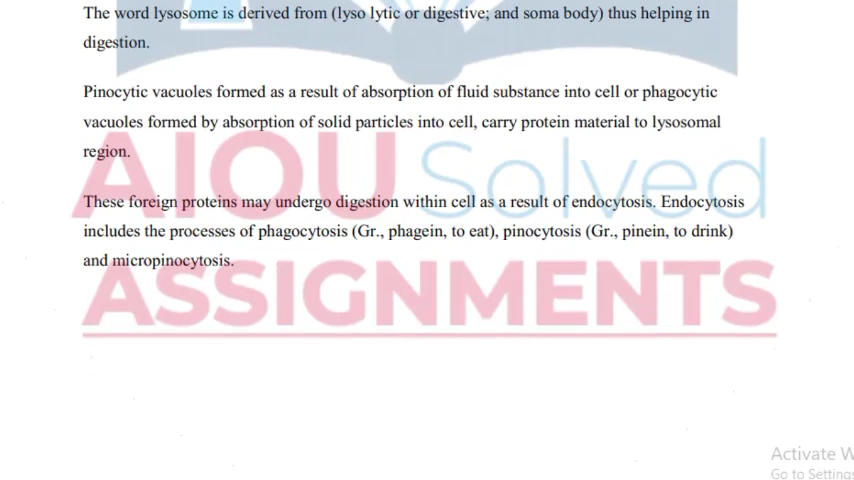 The word lysosome is derived from (lyso lytic or digestive; and soma body) thus helping in
digestion.
Pinocytic vacuoles formed as a result of absorption of fluid substance into cell or phagocytic
vacuoles formed by absorption of solid particles into cell, carry protein material to lysosomal
region.
AIOU Solved
These foreign proteins may undergo digestion within cell as a result of endocytosis. Endocytosis
includes the processes of phagocytosis (Gr., phagein, to eat), pinocytosis (Gr., pinein, to drink)
and micropinocytosis.
ASSIGNMENTS
Activate W
Go to Settings